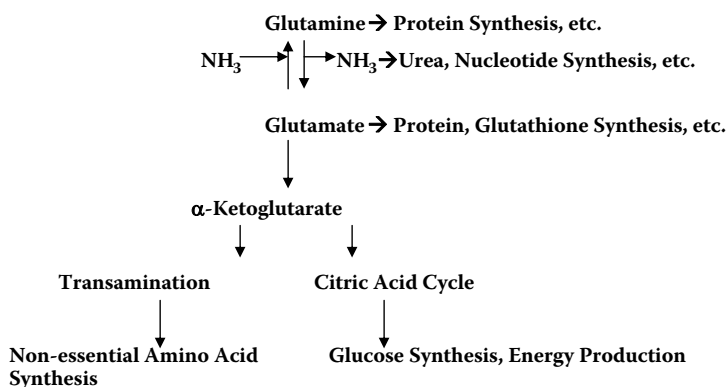 Glutamine → Protein Synthesis, etc.
NH3 NH3→Urea, Nucleotide Synthesis, etc.
Glutamate → Protein, Glutathione Synthesis, etc.
α-Ketoglutarate
Transamination Citric Acid Cycle
Non-essential Amino Acid Glucose Synthesis, Energy Production
Synthesis